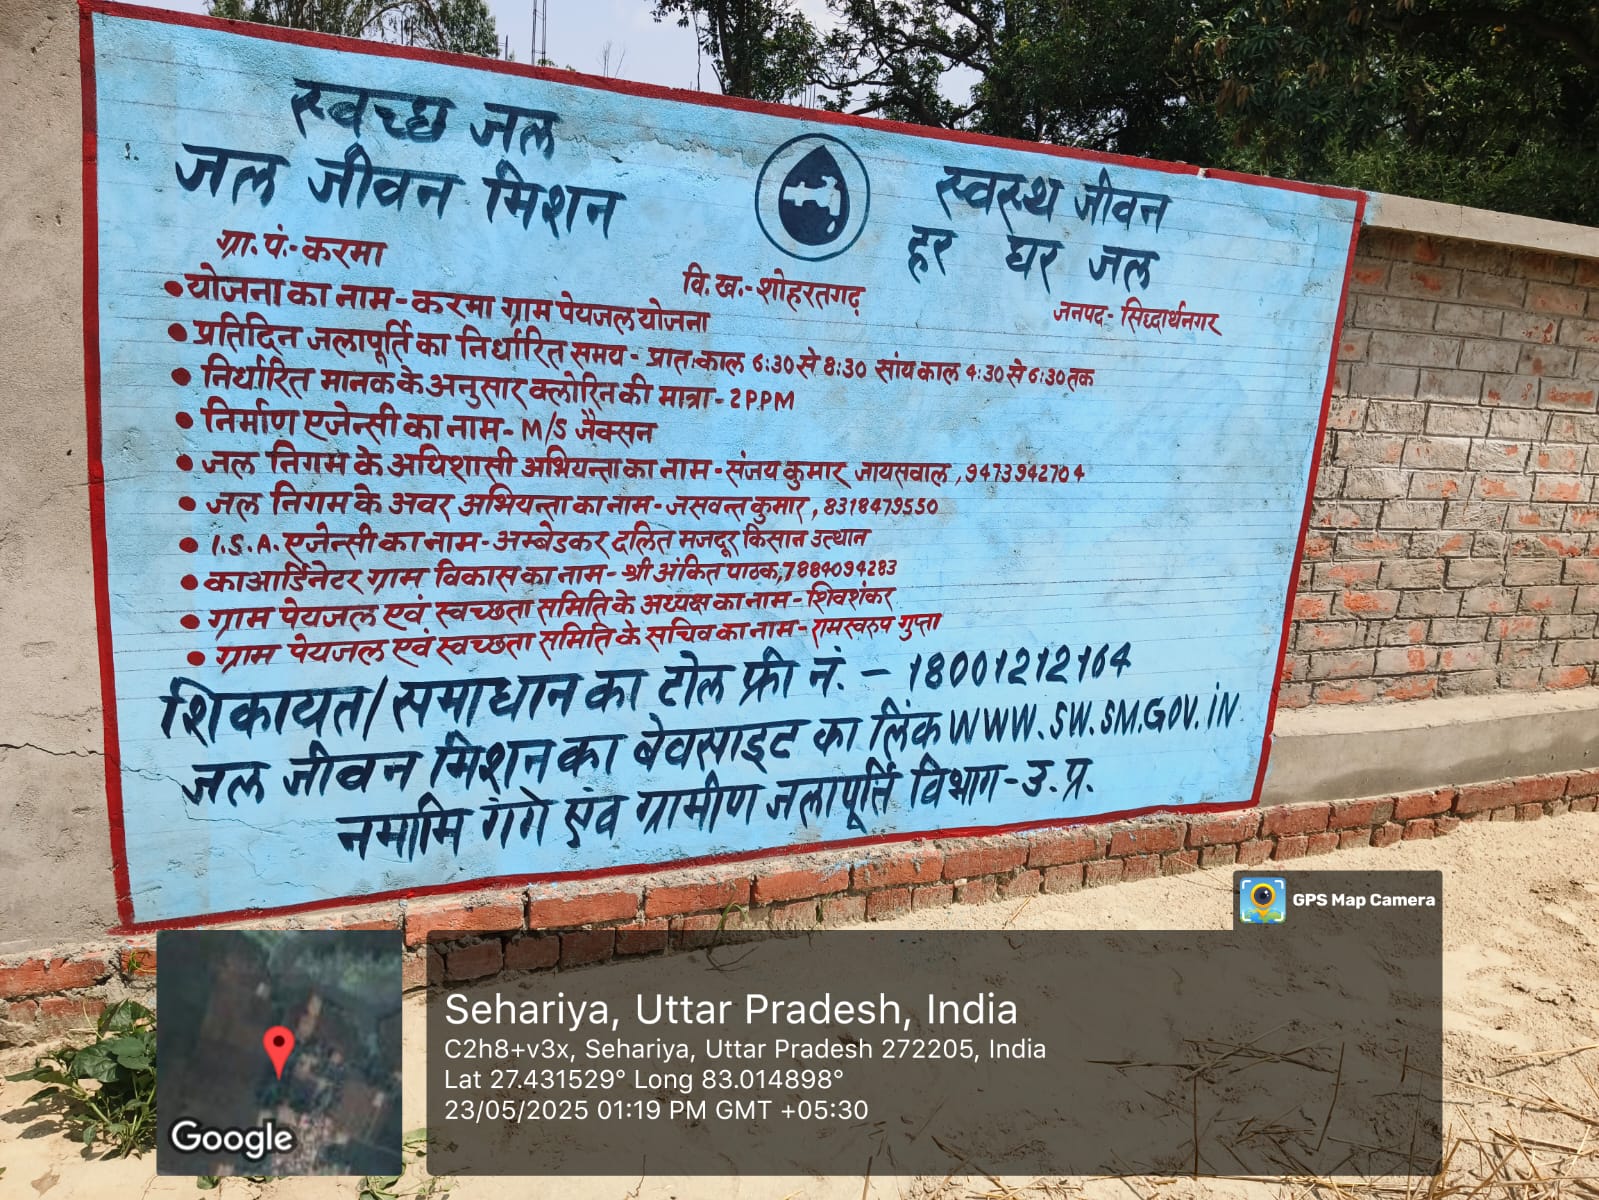 स्वच्छ जल
जल जीवन मिशन
स्वस्थ जीवन
हर घर जल
ग्रा. पं.- करमा
वि. ख.- शोहरतगढ़
जनपद - सिद्धार्थनगर
• योजना का नाम - करमा ग्राम पेयजल योजना
• प्रतिदिन जलापूर्ति का निर्धारित समय - प्रातःकाल 6:30 से 8:30 सांय काल 4:30 से 6:30 तक
• निर्धारित मानक के अनुसार क्लोरिन की मात्रा - 2 P.P.M
• निर्माण एजेन्सी का नाम - M/S जैक्सन
• जल निगम के अधिशासी अभियन्ता का नाम - संजय कुमार जायसवाल, 9473942704
• जल निगम के अवर अभियन्ता का नाम - जसवन्त कुमार, 8318479550
• I.S.A. एजेन्सी का नाम - अम्बेडकर दलित मजदूर किसान उत्थान
• काआर्डिनेटर ग्राम विकास का नाम - श्री अंकित पाठक, 7884094283
• ग्राम पेयजल एवं स्वच्छता समिति के अध्यक्ष का नाम - शिवशंकर
• ग्राम पेयजल एवं स्वच्छता समिति के सचिव का नाम - रामस्वरुप गुप्ता
शिकायत/समाधान का टोल फ्री नं. - 18001212164
जल जीवन मिशन का बेवसाइट का लिंक WWW.SW.SM.GOV.iN
नमामि गंगे एंव ग्रामीण जलापूर्ति विभाग - उ. प्र.
GPS Map Camera
Sehariya, Uttar Pradesh, India
C2h8+v3x, Sehariya, Uttar Pradesh 272205, India
Lat 27.431529° Long 83.014898°
23/05/2025 01:19 PM GMT +05:30
Google